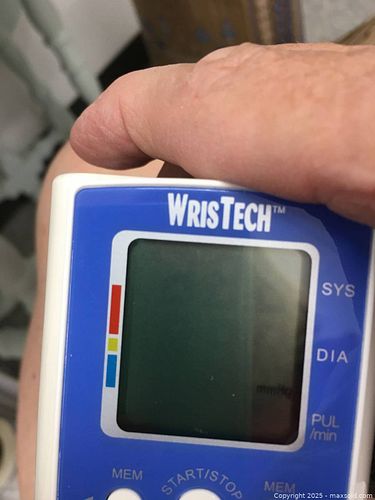 WRISTECH™
SYS
DIA
mmHg
PUL
/min
MEM
START/STOP
MEM
Copyright 2025 - maxsold.com